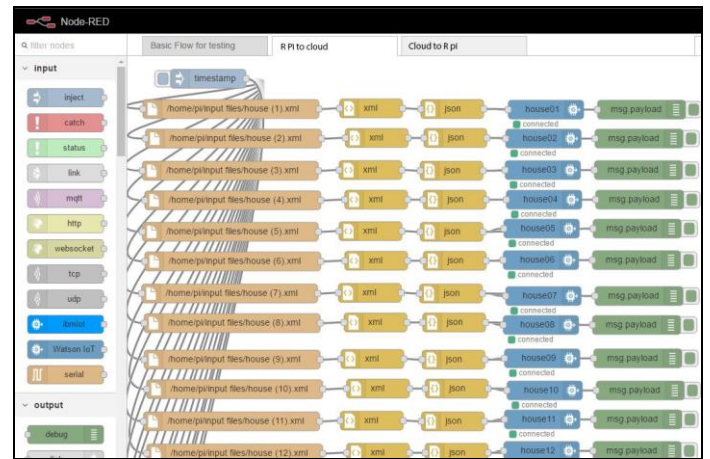 Node-RED
filter nodes
Basic Flow for testing
R Pi to cloud
Cloud to R pi
input
inject
catch
status
link
mqtt
http
websocket
tcp
udp
ibmiot
Watson IoT
serial
output
debug
timestamp
/home/pi/input files/house (1).xml xml json house01 msg.payload
connected
/home/pi/input files/house (2).xml xml json house02 msg.payload
connected
/home/pi/input files/house (3).xml xml json house03 msg.payload
connected
/home/pi/input files/house (4).xml xml json house04 msg.payload
connected
/home/pi/input files/house (5).xml xml json house05 msg.payload
connected
/home/pi/input files/house (6).xml xml json house06 msg.payload
connected
/home/pi/input files/house (7).xml xml json house07 msg.payload
connected
/home/pi/input files/house (8).xml xml json house08 msg.payload
connected
/home/pi/input files/house (9).xml xml json house09 msg.payload
connected
/home/pi/input files/house (10).xml xml json house10 msg.payload
connected
/home/pi/input files/house (11).xml xml json house11 msg.payload
connected
/home/pi/input files/house (12).xml xml json house12 msg.payload